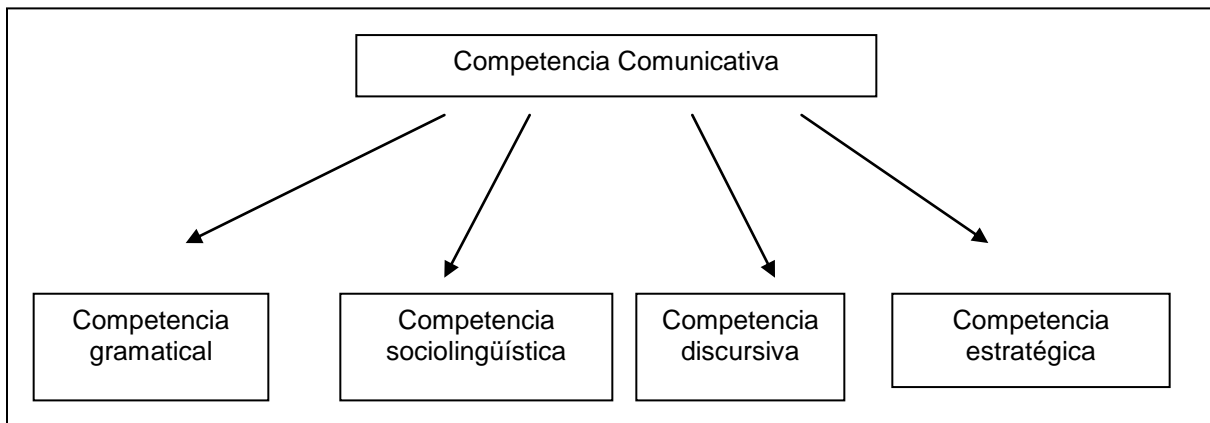 Competencia Comunicativa
Competencia
gramatical
Competencia
sociolingüística
Competencia
discursiva
Competencia
estratégica